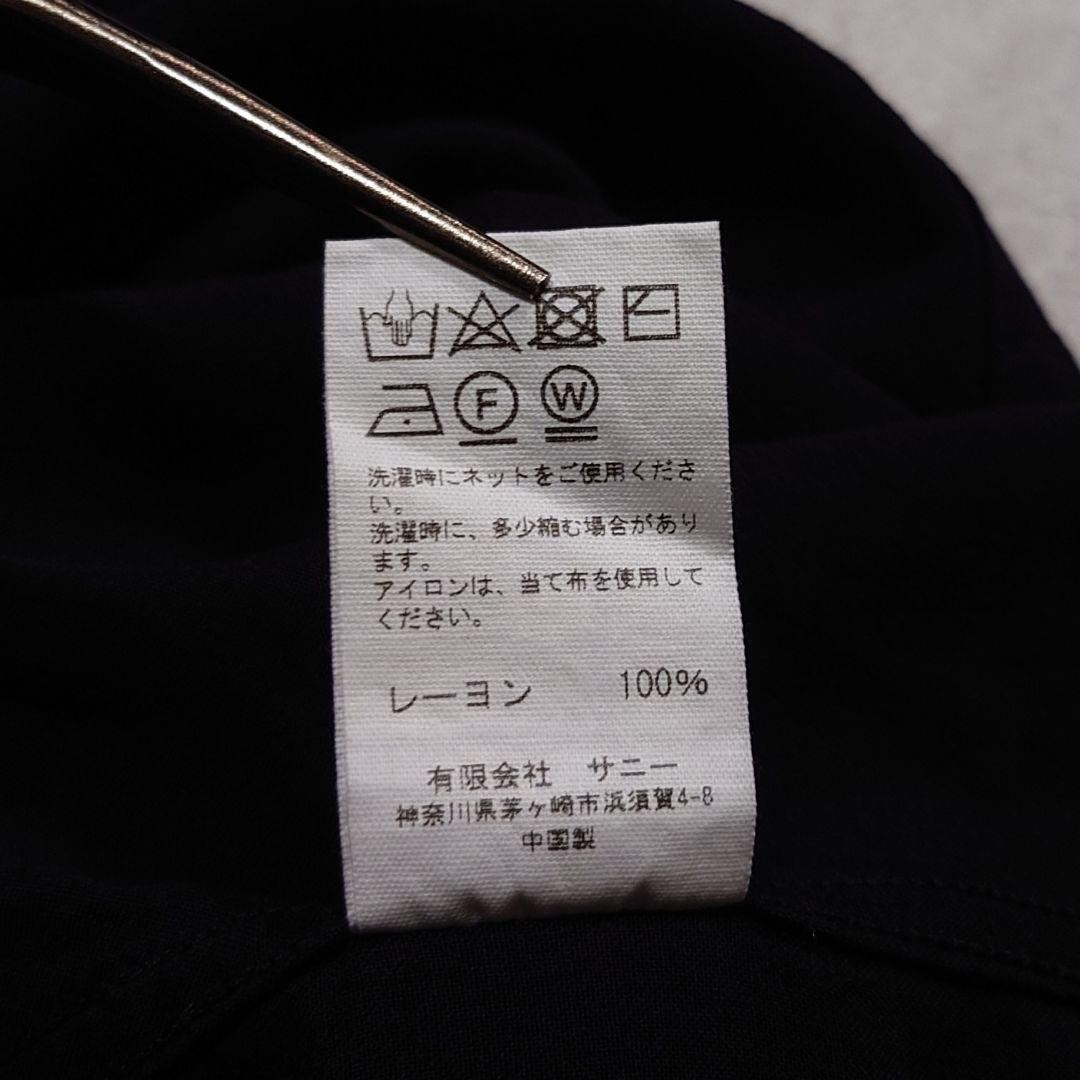 F W
洗濯時にネットをご使用くださ
い。
洗濯時に、多少縮む場合があり
ます。
アイロンは、当て布を使用して
ください。
レーヨン 100%
有限会社 サニー
神奈川県茅ヶ崎市浜須賀4-8
中国製